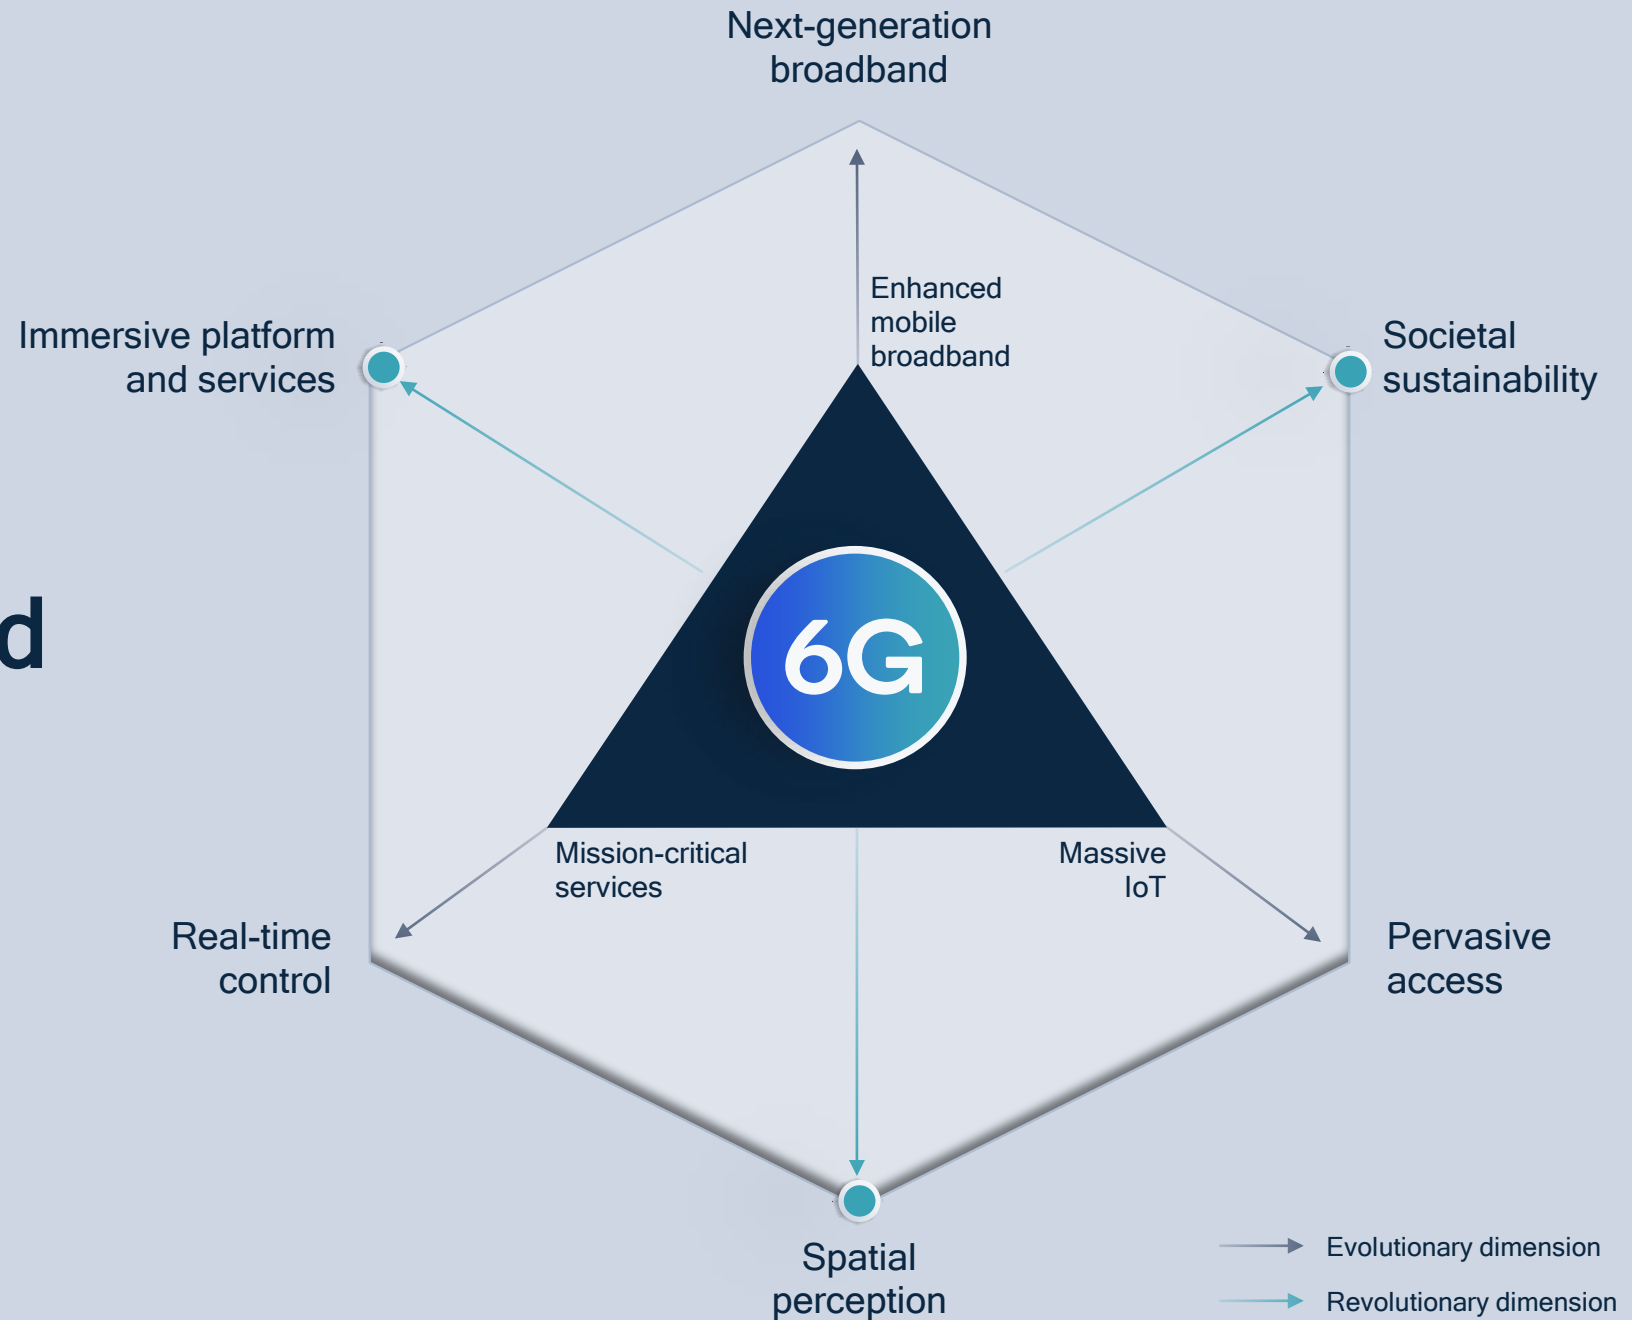 Next-generation
broadband
Enhanced
mobile
broadband
Immersive platform
and services
Societal
sustainability
d
6G
Mission-critical
services
Massive
IoT
Real-time
control
Pervasive
access
Spatial
perception
Evolutionary dimension
Revolutionary dimension